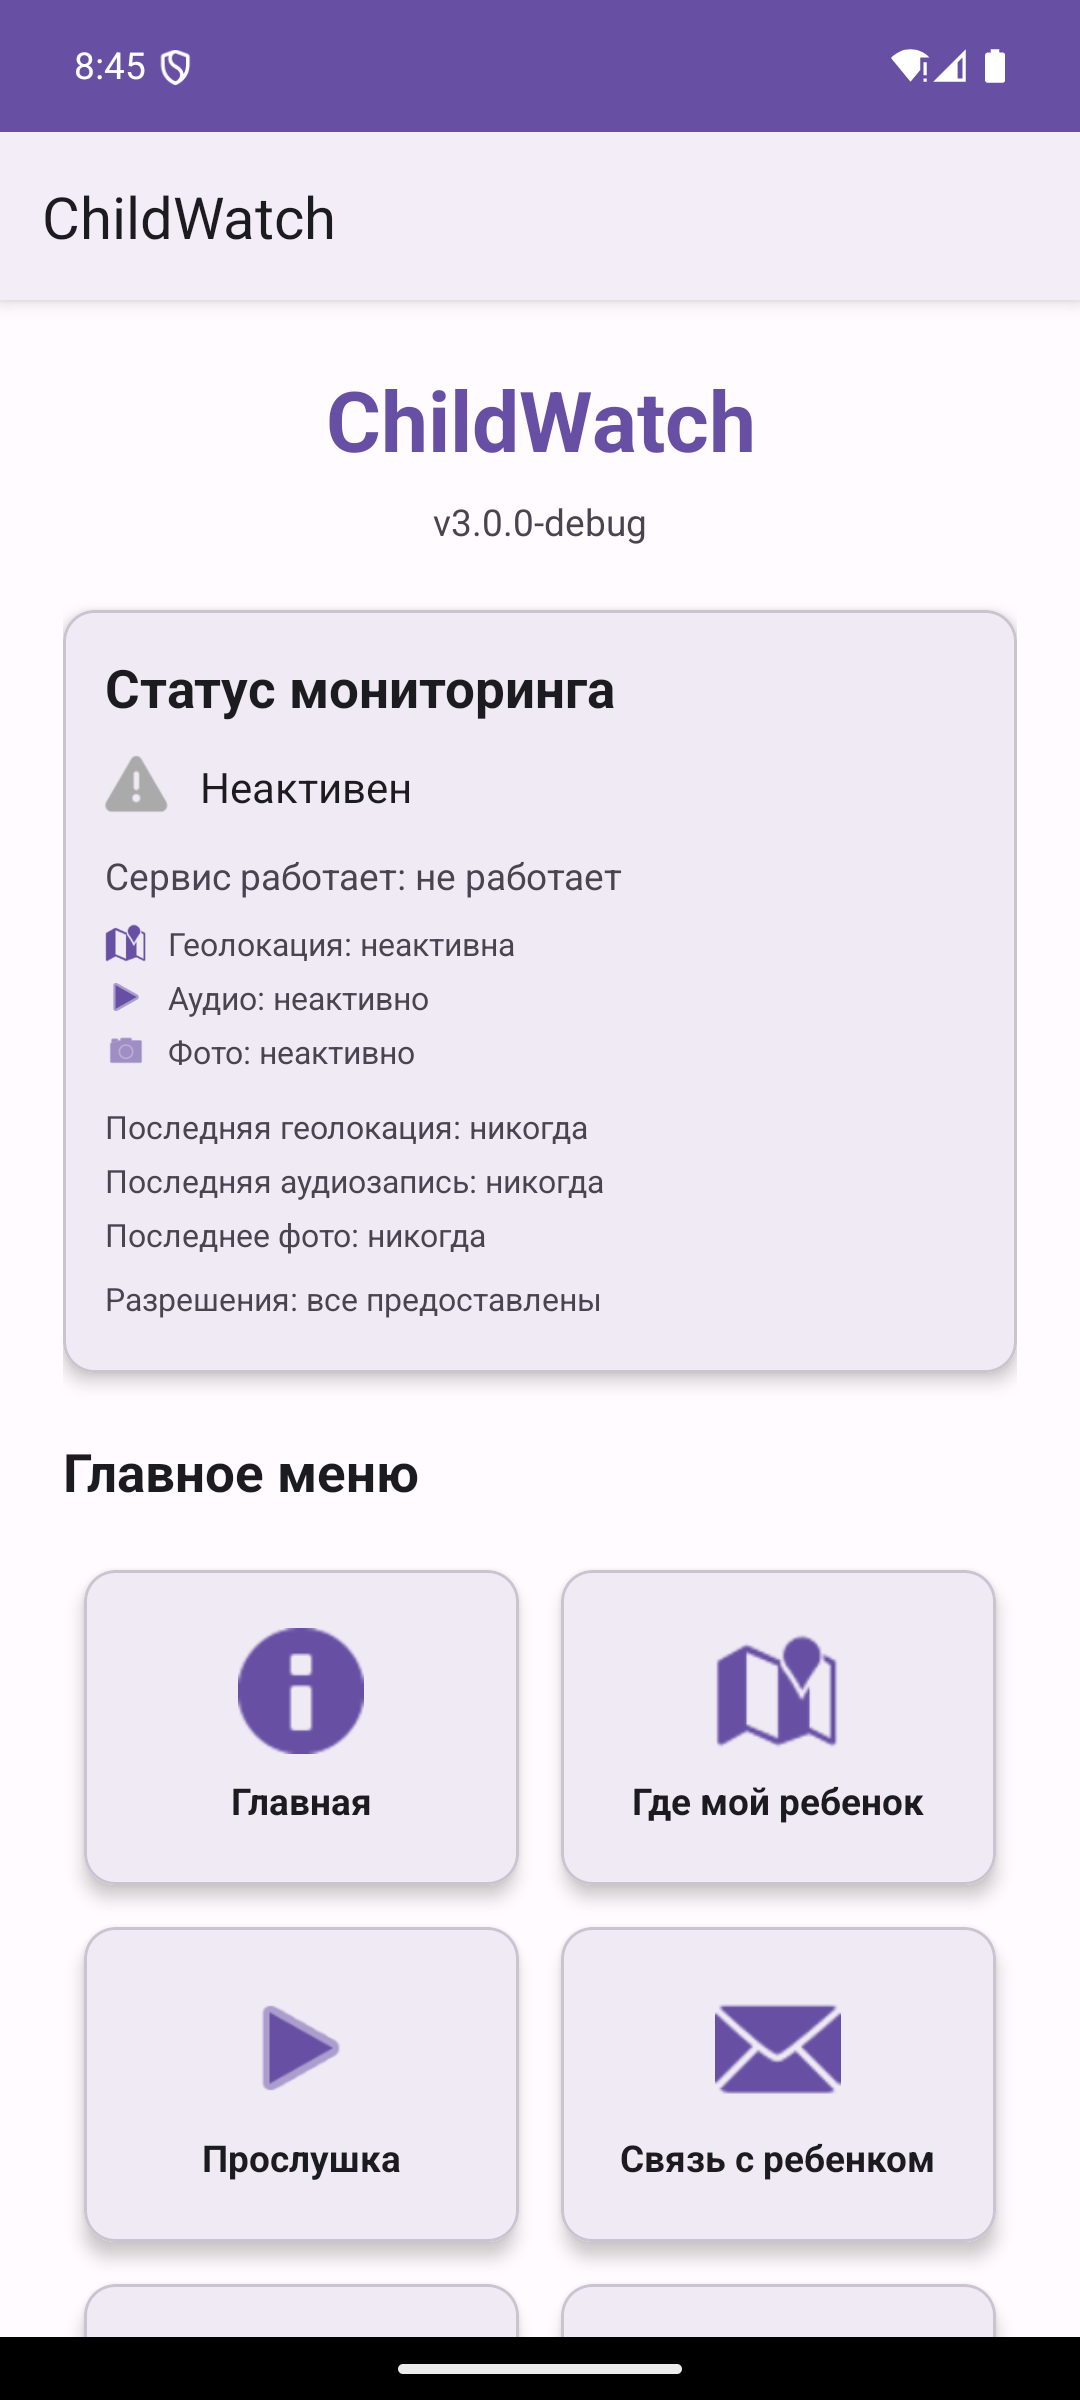 8:45
ChildWatch
ChildWatch
v3.0.0-debug
Статус мониторинга
Неактивен
Сервис работает: не работает
Геолокация: неактивна
Аудио: неактивно
Фото: неактивно
Последняя геолокация: никогда
Последняя аудиозапись: никогда
Последнее фото: никогда
Разрешения: все предоставлены
Главное меню
Главная
Где мой ребенок
Прослушка
Связь с ребенком